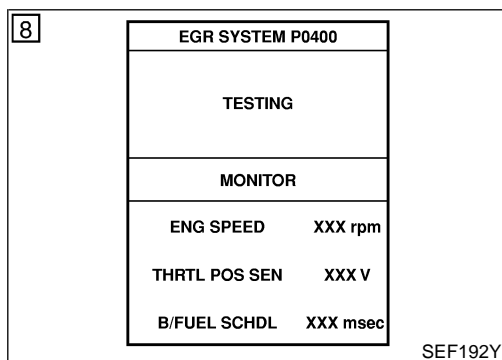 8
EGR SYSTEM P0400
TESTING
MONITOR
ENG SPEED XXX rpm
THRTL POS SEN XXX V
B/FUEL SCHDL XXX msec
SEF192Y